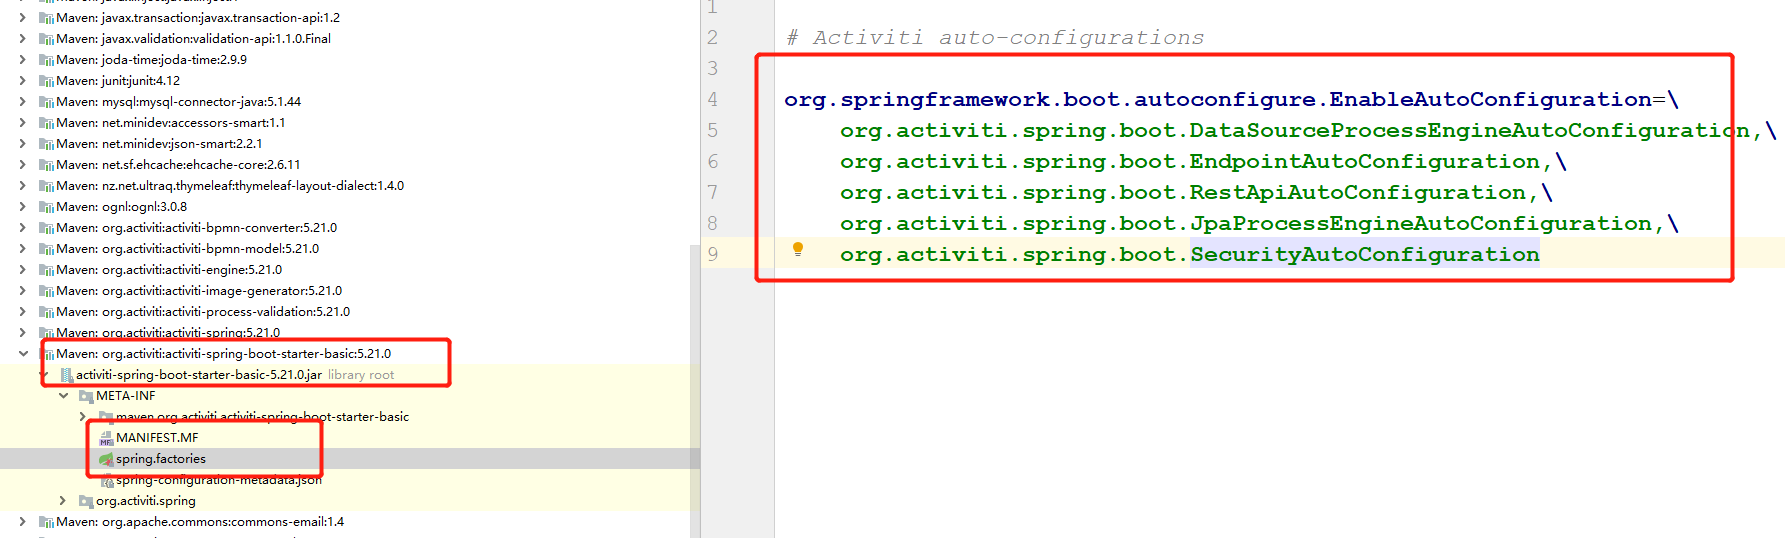 Maven: javax.transaction:javax.transaction-api:1.2
Maven: javax.validation:validation-api:1.1.0.Final
Maven: joda-time:joda-time:2.9.9
Maven: junit:junit:4.12
Maven: mysql:mysql-connector-java:5.1.44
Maven: net.minidev:accessors-smart:1.1
Maven: net.minidev:json-smart:2.2.1
Maven: net.sf.ehcache:ehcache-core:2.6.11
Maven: nz.net.ultraq.thymeleaf:thymeleaf-layout-dialect:1.4.0
Maven: ognl:ognl:3.0.8
Maven: org.activiti:activiti-bpmn-converter:5.21.0
Maven: org.activiti:activiti-bpmn-model:5.21.0
Maven: org.activiti:activiti-engine:5.21.0
Maven: org.activiti:activiti-image-generator:5.21.0
Maven: org.activiti:activiti-process-validation:5.21.0
Maven: org.activiti:activiti-spring:5.21.0
Maven: org.activiti:activiti-spring-boot-starter-basic:5.21.0
activiti-spring-boot-starter-basic-5.21.0.jar library root
META-INF
maven.org.activiti.activiti-spring-boot-starter-basic
MANIFEST.MF
spring.factories
spring-configuration-metadata.json
org.activiti.spring
Maven: org.apache.commons:commons-email:1.4
1
2 # Activiti auto-configurations
3
4 org.springframework.boot.autoconfigure.EnableAutoConfiguration=\
5 org.activiti.spring.boot.DataSourceProcessEngineAutoConfiguration,\
6 org.activiti.spring.boot.EndpointAutoConfiguration,\
7 org.activiti.spring.boot.RestApiAutoConfiguration,\
8 org.activiti.spring.boot.JpaProcessEngineAutoConfiguration,\
9 org.activiti.spring.boot.SecurityAutoConfiguration